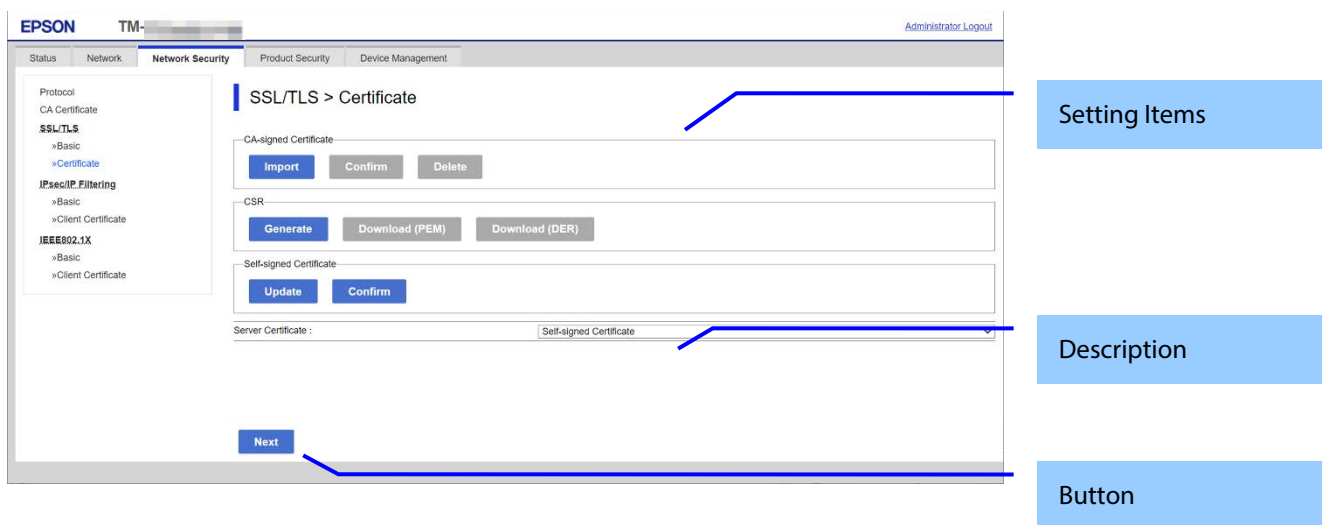 EPSON TM- Administrator Logout
Status Network Network Security Product Security Device Management
Protocol
CA Certificate
SSL/TLS
»Basic
»Certificate
IPsec/IP Filtering
»Basic
»Client Certificate
IEEE802.1X
»Basic
»Client Certificate
SSL/TLS > Certificate
CA-signed Certificate
Import Confirm Delete
CSR
Generate Download (PEM) Download (DER)
Self-signed Certificate
Update Confirm
Server Certificate : Self-signed Certificate
Next
Setting Items
Description
Button